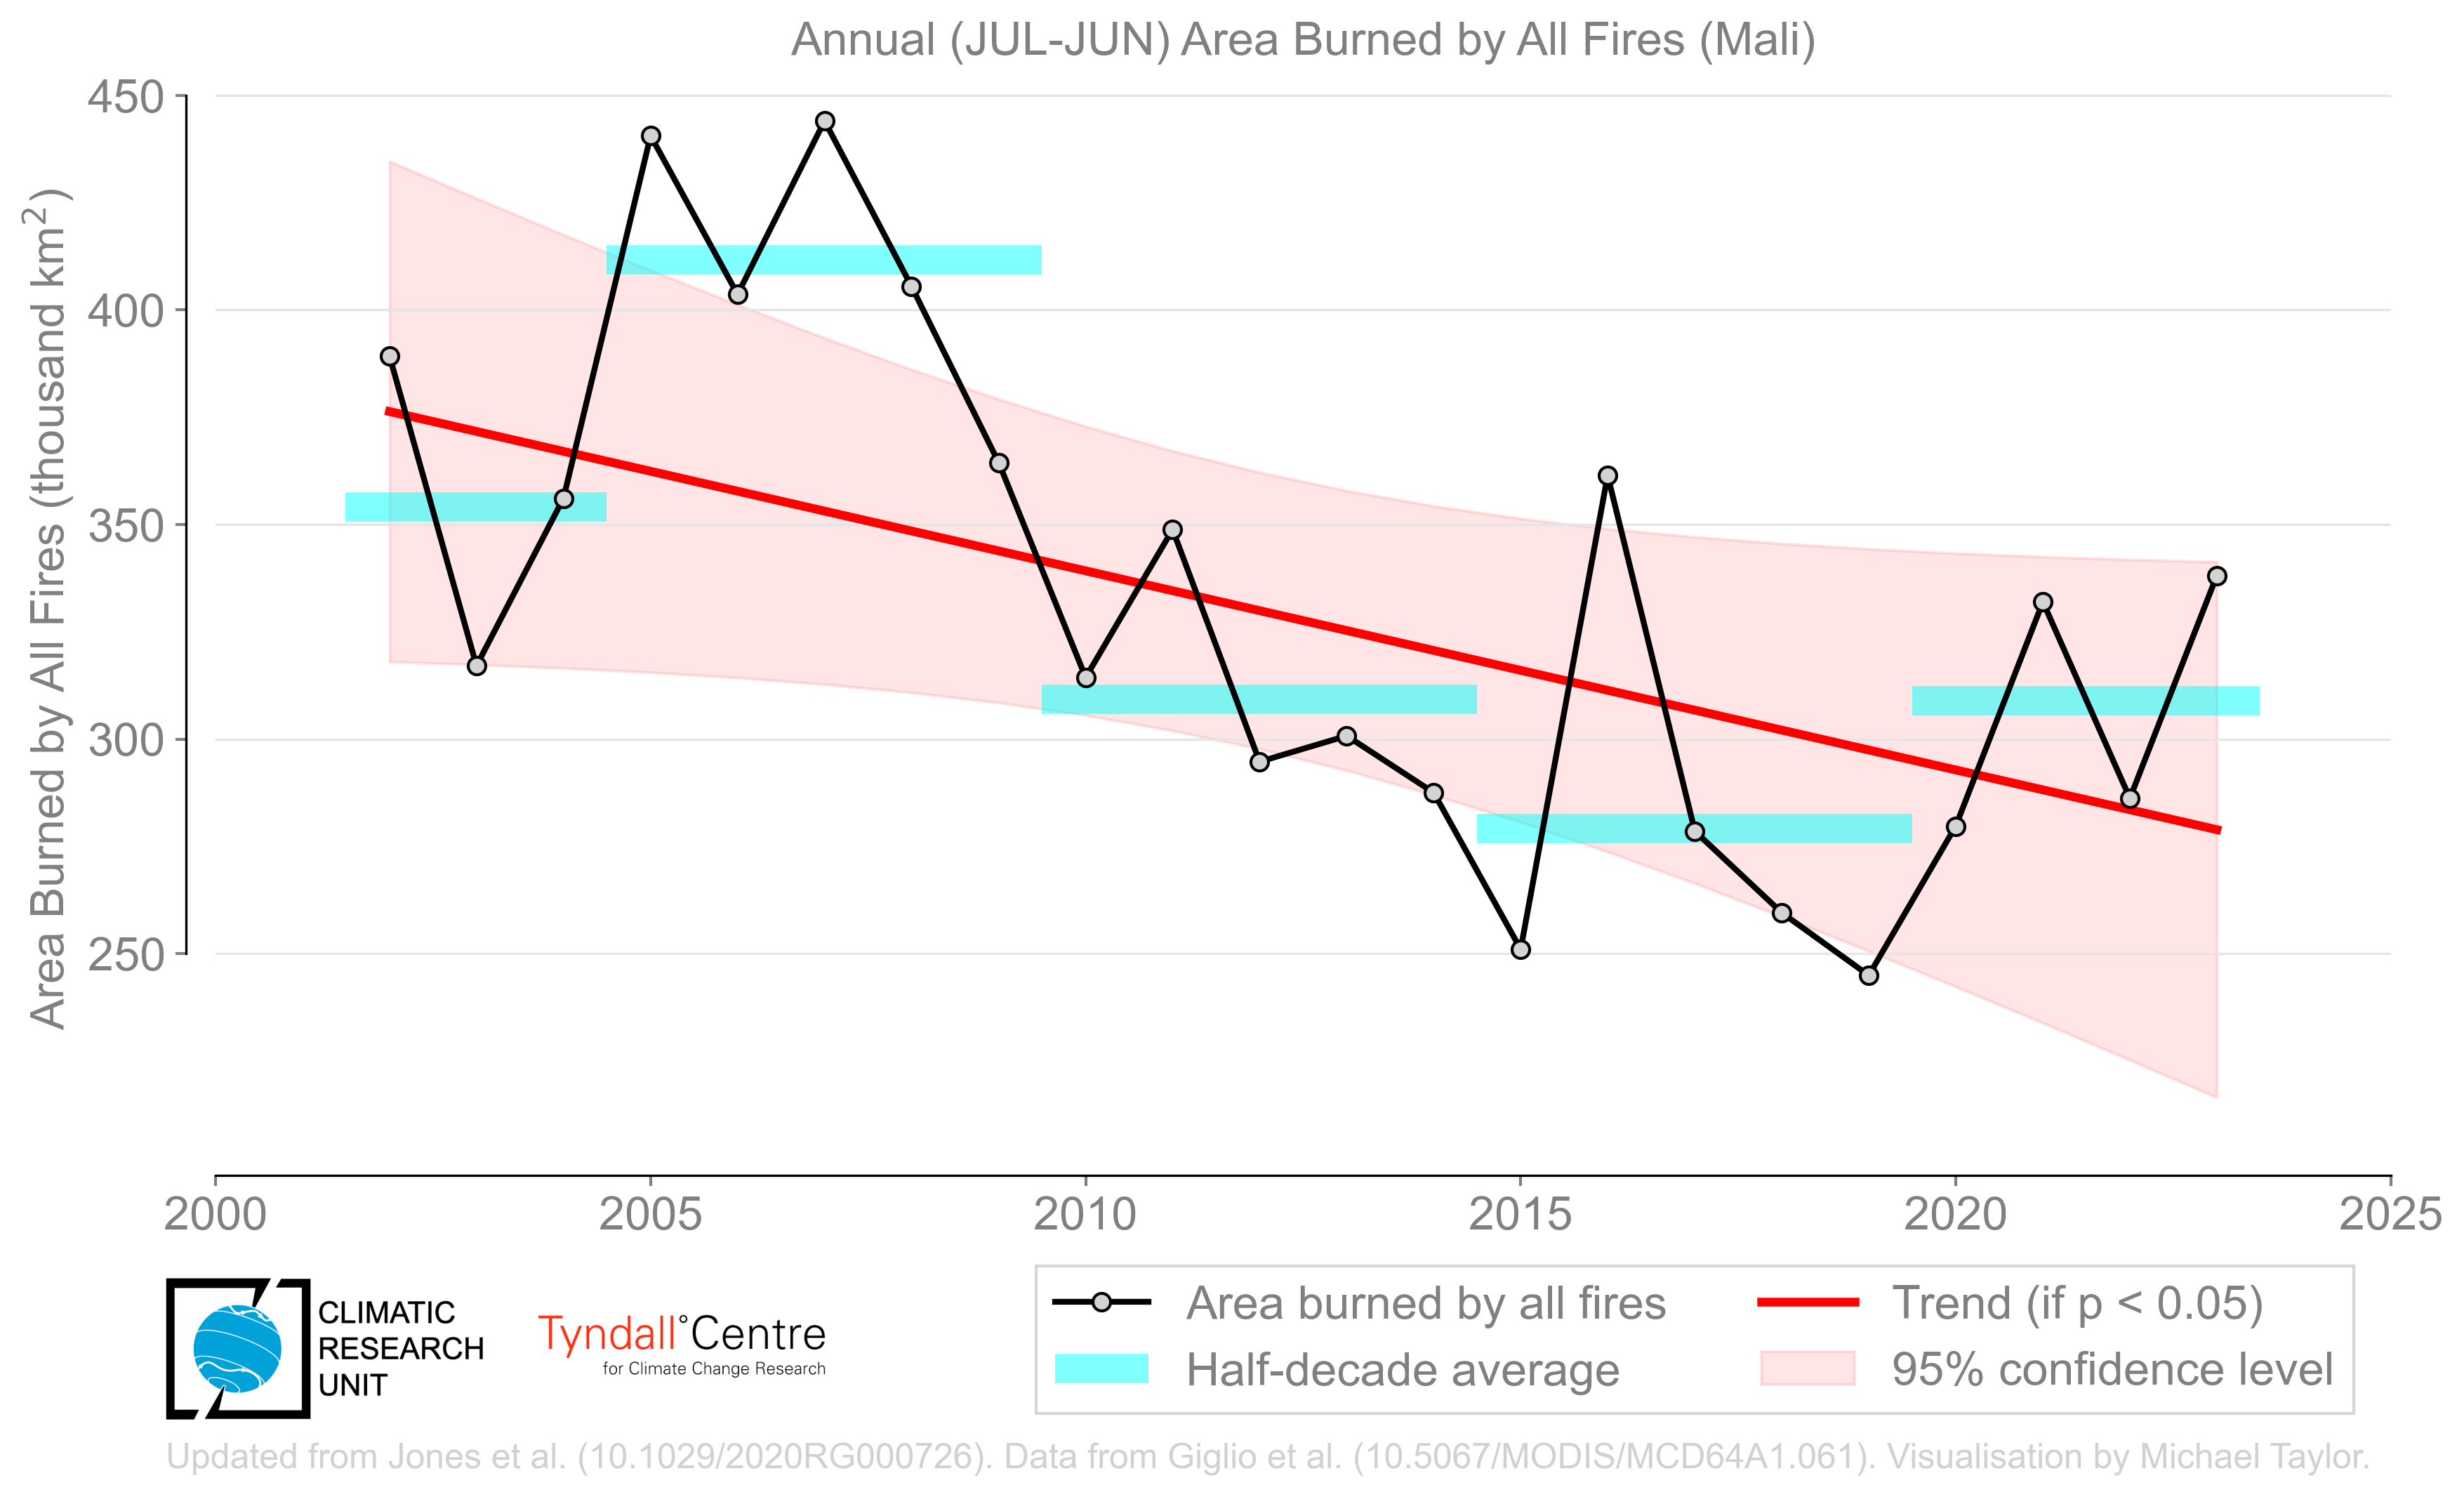 Annual (JUL-JUN) Area Burned by All Fires (Mali)
Area Burned by All Fires (thousand km²)
450
400
350
300
250
2000
2005
2010
2015
2020
2025
Area burned by all fires
Half-decade average
Trend (if p < 0.05)
95% confidence level
CLIMATIC
RESEARCH
UNIT
Tyndall°Centre
for Climate Change Research
Updated from Jones et al. (10.1029/2020RG000726). Data from Giglio et al. (10.5067/MODIS/MCD64A1.061). Visualisation by Michael Taylor.